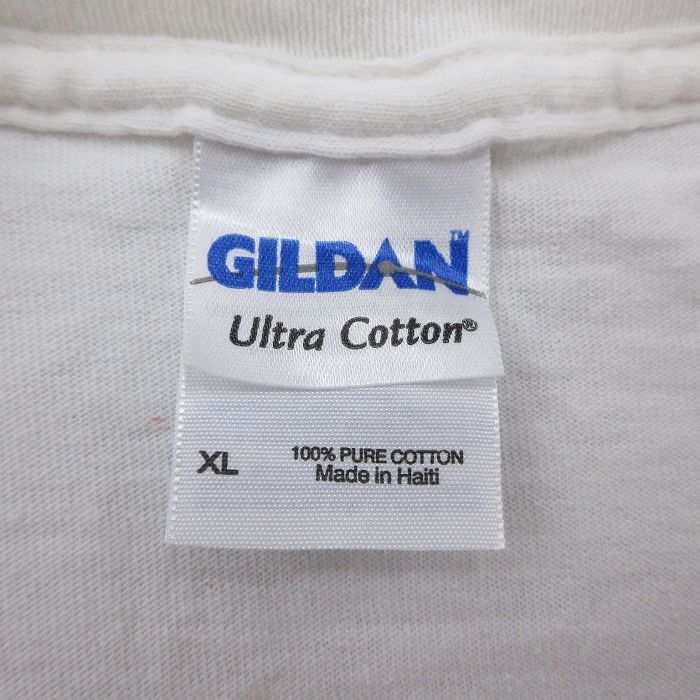 GILDAN™
Ultra Cotton®
XL
100% PURE COTTON
Made in Haiti